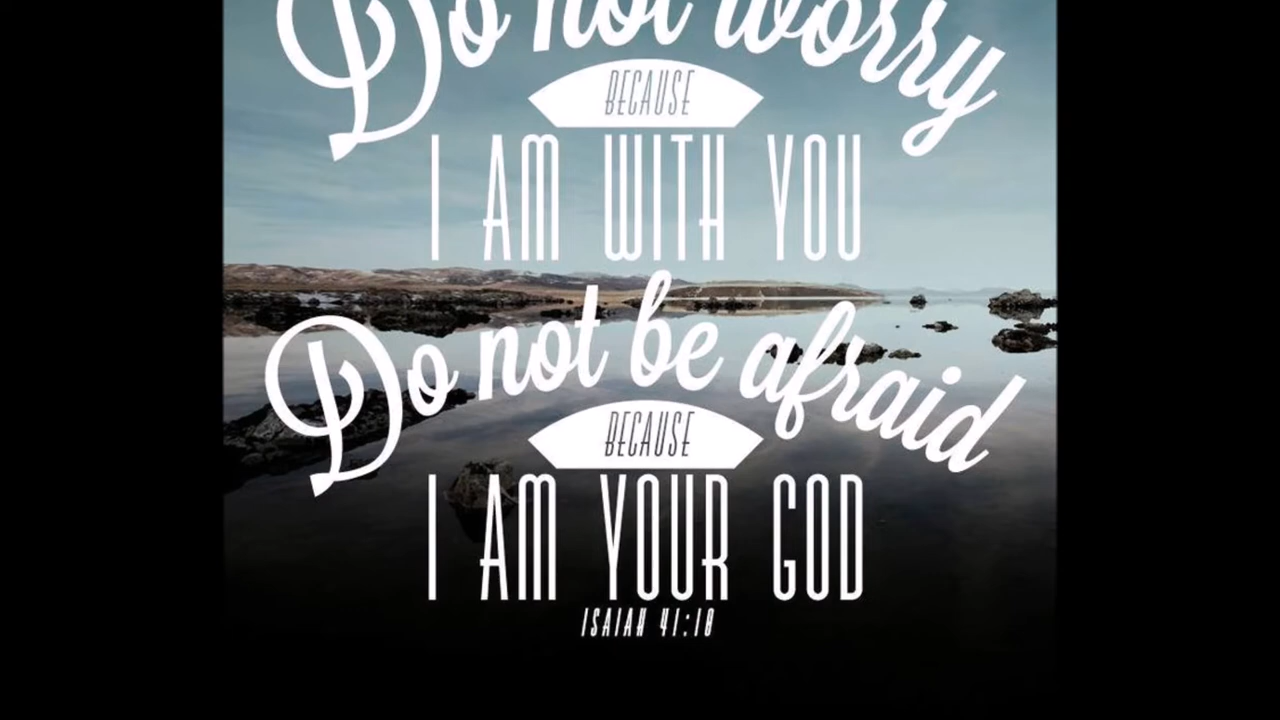 Do not worry
BECAUSE
I AM WITH YOU
Do not be afraid
BECAUSE
I AM YOUR GOD
ISAIAH 41:10